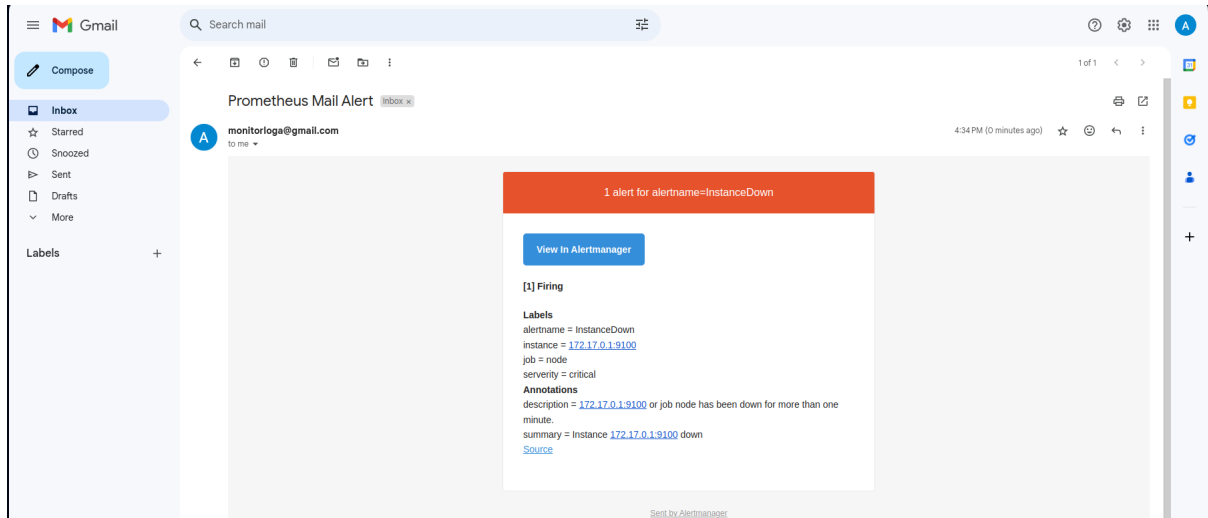 Gmail
Search mail
A
Compose
1 of 1
31
Inbox
Prometheus Mail Alert Inbox x
Starred
A
monitorloga@gmail.com
4:34 PM (0 minutes ago)
to me
Snoozed
Sent
Drafts
More
Labels
1 alert for alertname=InstanceDown
View In Alertmanager
[1] Firing
Labels
alertname = InstanceDown
instance = 172.17.0.1:9100
job = node
serverity = critical
Annotations
description = 172.17.0.1:9100 or job node has been down for more than one
minute.
summary = Instance 172.17.0.1:9100 down
Source
Sent by Alertmanager